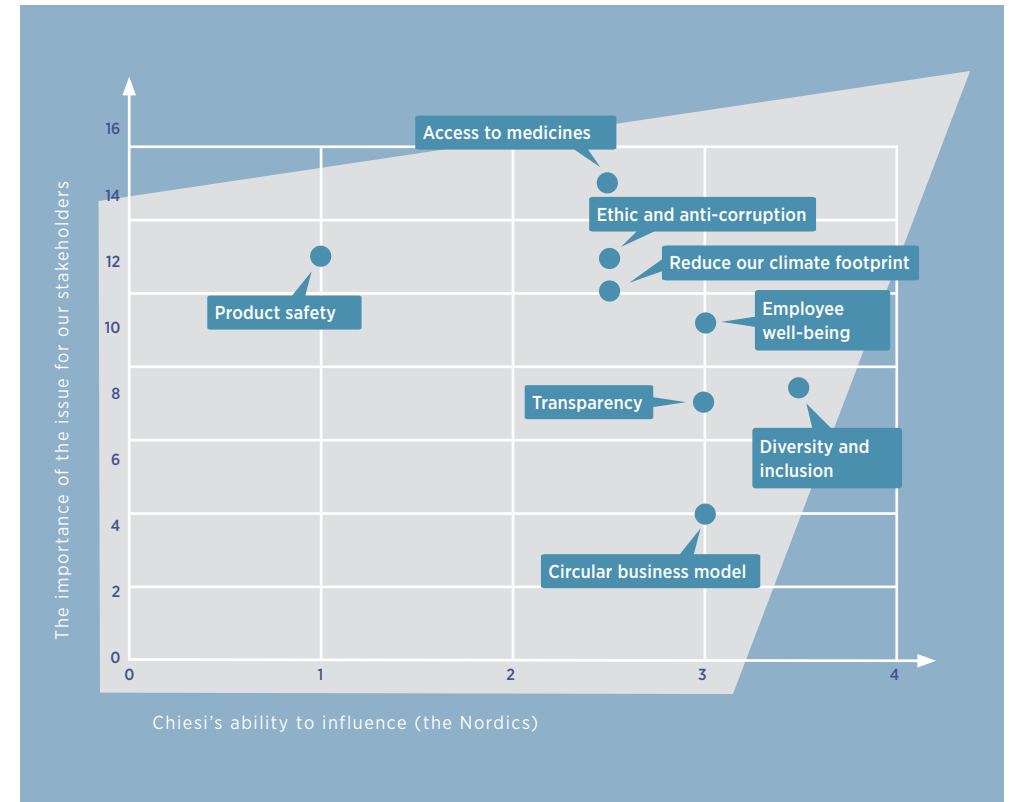 16
Access to medicines
14
Ethic and anti-corruption
12
Reduce our climate footprint
Product safety
Employee
well-being
10
8
Transparency
Diversity and
inclusion
6
4
Circular business model
2
0
0
1
2
3
4
The importance of the issue for our stakeholders
Chiesi’s ability to influence (the Nordics)